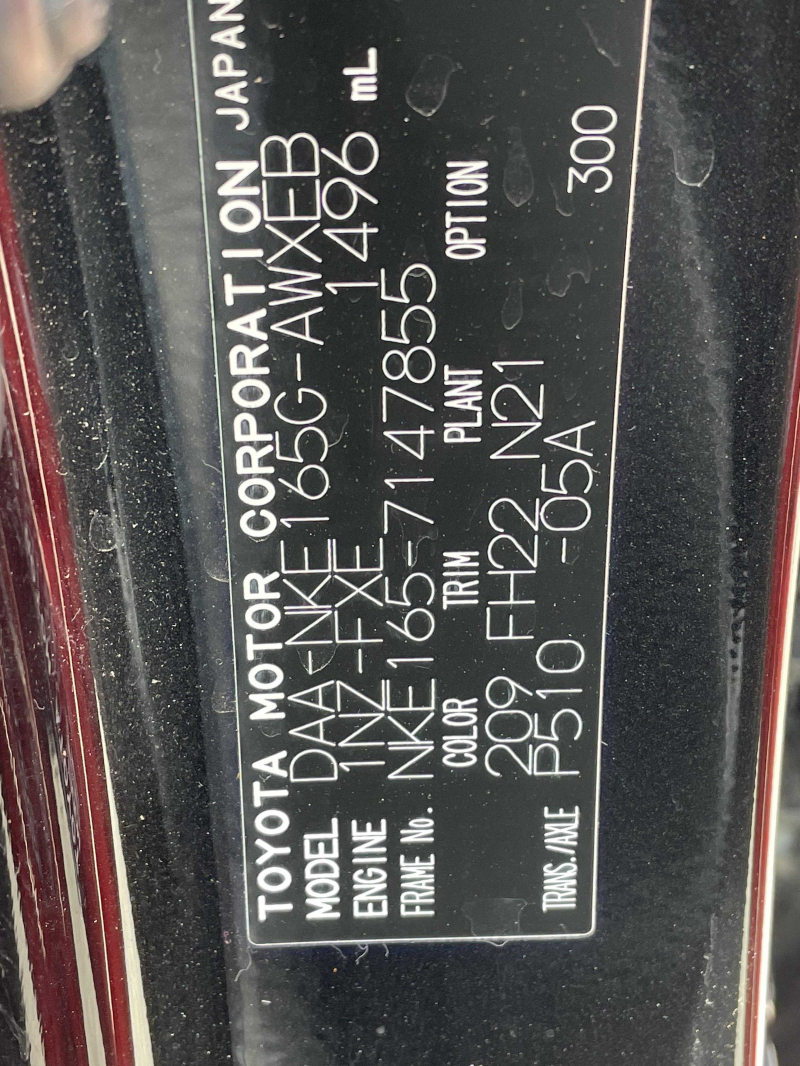 TOYOTA MOTOR CORPORATION JAPAN
MODEL DAA-NKE165G-AWXEB
ENGINE 1NZ-FXE 1496 mL
FRAME No. NKE165-7147855
COLOR TRIM PLANT OPTION
209 FH22 N21
TRANS./AXLE P510 -05A 300